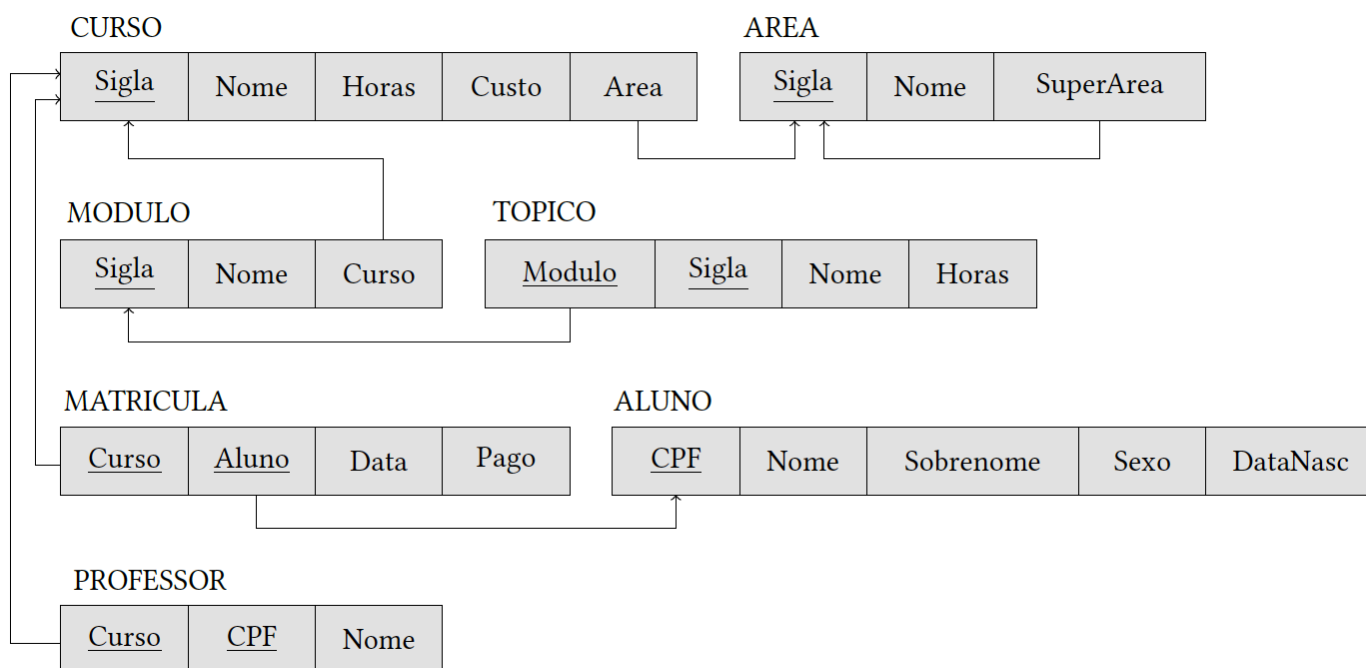 CURSO AREA
Sigla Nome Horas Custo Area Sigla Nome SuperArea
MODULO TOPICO
Sigla Nome Curso Modulo Sigla Nome Horas
MATRICULA ALUNO
Curso Aluno Data Pago CPF Nome Sobrenome Sexo DataNasc
PROFESSOR
Curso CPF Nome